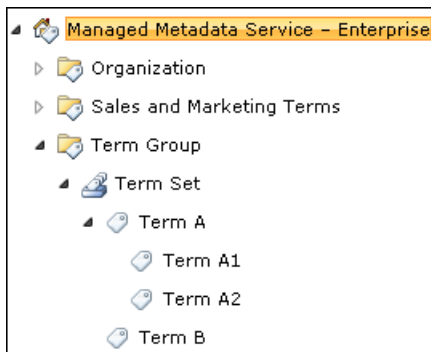 Managed Metadata Service – Enterprise
Organization
Sales and Marketing Terms
Term Group
Term Set
Term A
Term A1
Term A2
Term B